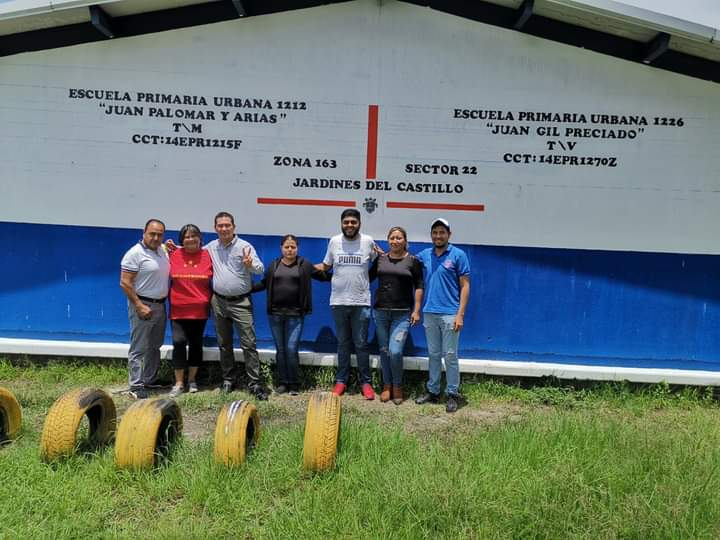 ESCUELA PRIMARIA URBANA 1212
"JUAN PALOMAR Y ARIAS"
T\M
CCT:14EPR1215F
ESCUELA PRIMARIA URBANA 1226
"JUAN GIL PRECIADO"
T\V
CCT:14EPR1270Z
ZONA 163
SECTOR 22
JARDINES DEL CASTILLO
PUMA